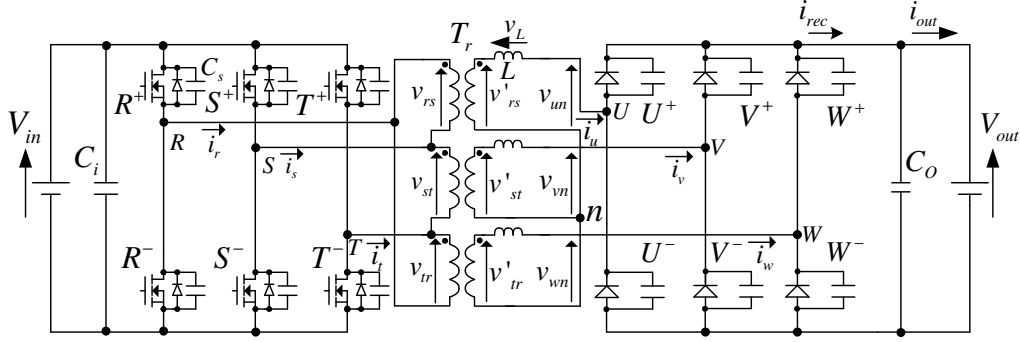 i_rec
i_out
T_r
v_L
L
C_s
R⁺
S⁺
T⁺
v_rs
v'_rs
v_un
U
U⁺
V⁺
W⁺
V_in
C_i
R
i_r
i_u
S
i_s
v_st
v'_st
v_vn
V
i_v
C_O
V_out
n
R⁻
S⁻
T⁻
T
i_t
v_tr
v'_tr
v_wn
U⁻
V⁻
i_w
W
W⁻